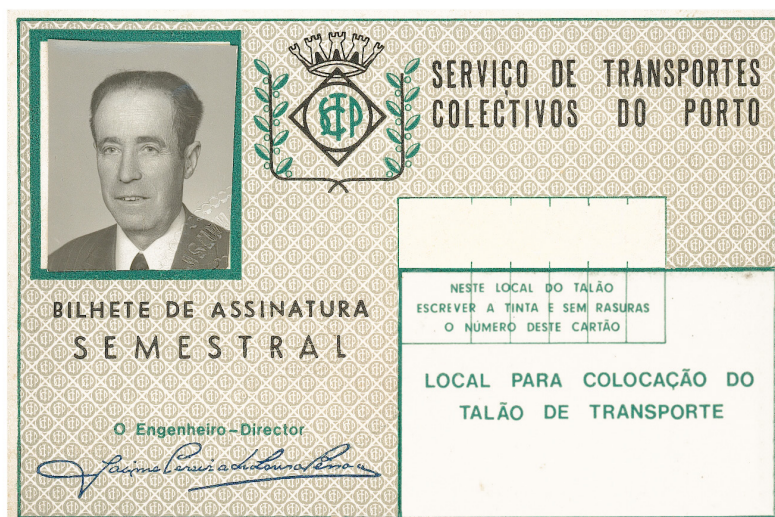 SERVIÇO DE TRANSPORTES
COLECTIVOS DO PORTO
STCP
BILHETE DE ASSINATURA
SEMESTRAL
O Engenheiro-Director
NESTE LOCAL DO TALÃO
ESCREVER A TINTA E SEM RASURAS
O NÚMERO DESTE CARTÃO
LOCAL PARA COLOCAÇÃO DO
TALÃO DE TRANSPORTE